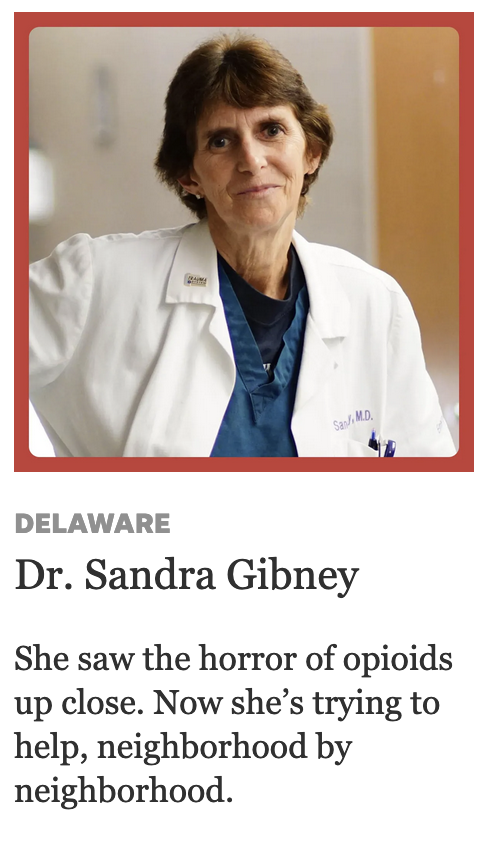 San , M.D.
DELAWARE
Dr. Sandra Gibney
She saw the horror of opioids
up close. Now she’s trying to
help, neighborhood by
neighborhood.